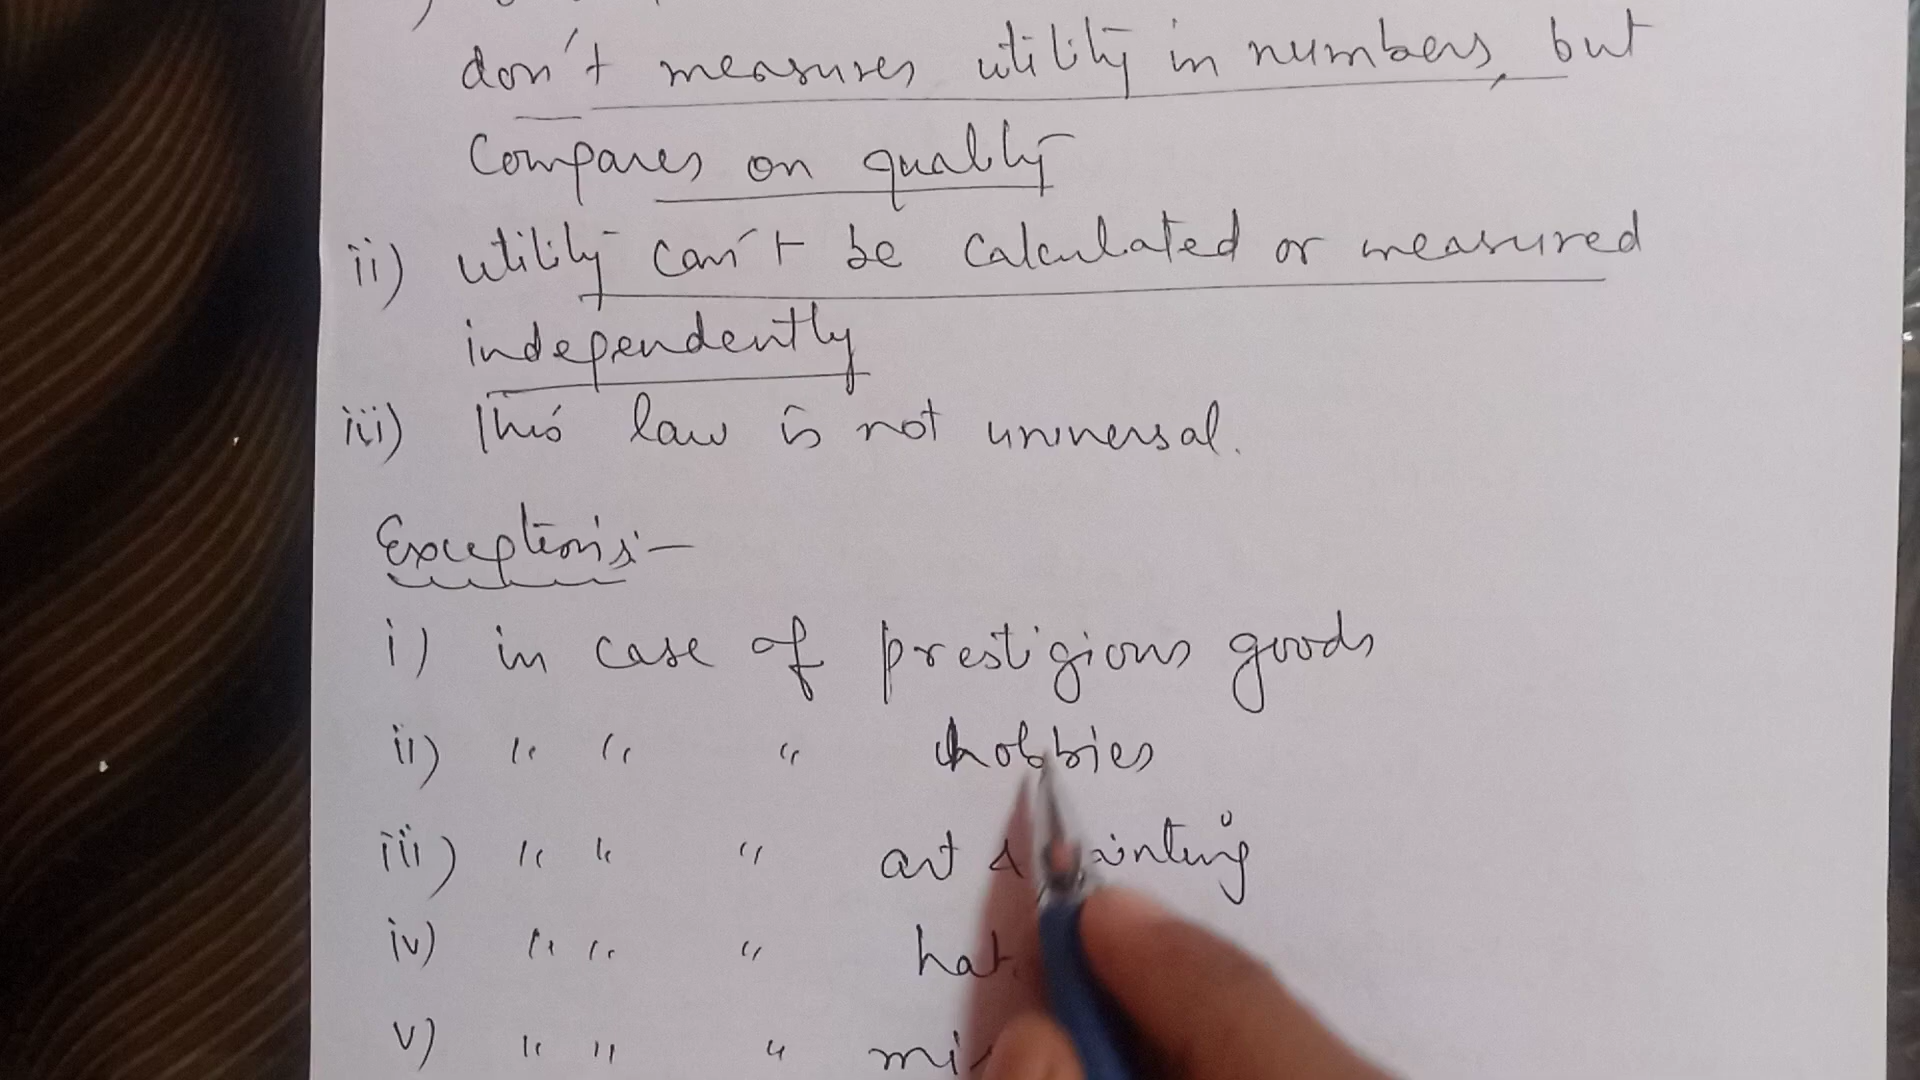 don't measures utility in numbers, but
Compares on quality
ii) utility can't be Calculated or measured
independently
iii) This law is not universal.
Exceptions:-
i) in case of prestigious goods
ii) " " " hobbies
iii) " " " art &
iv) " " "
v) " " "